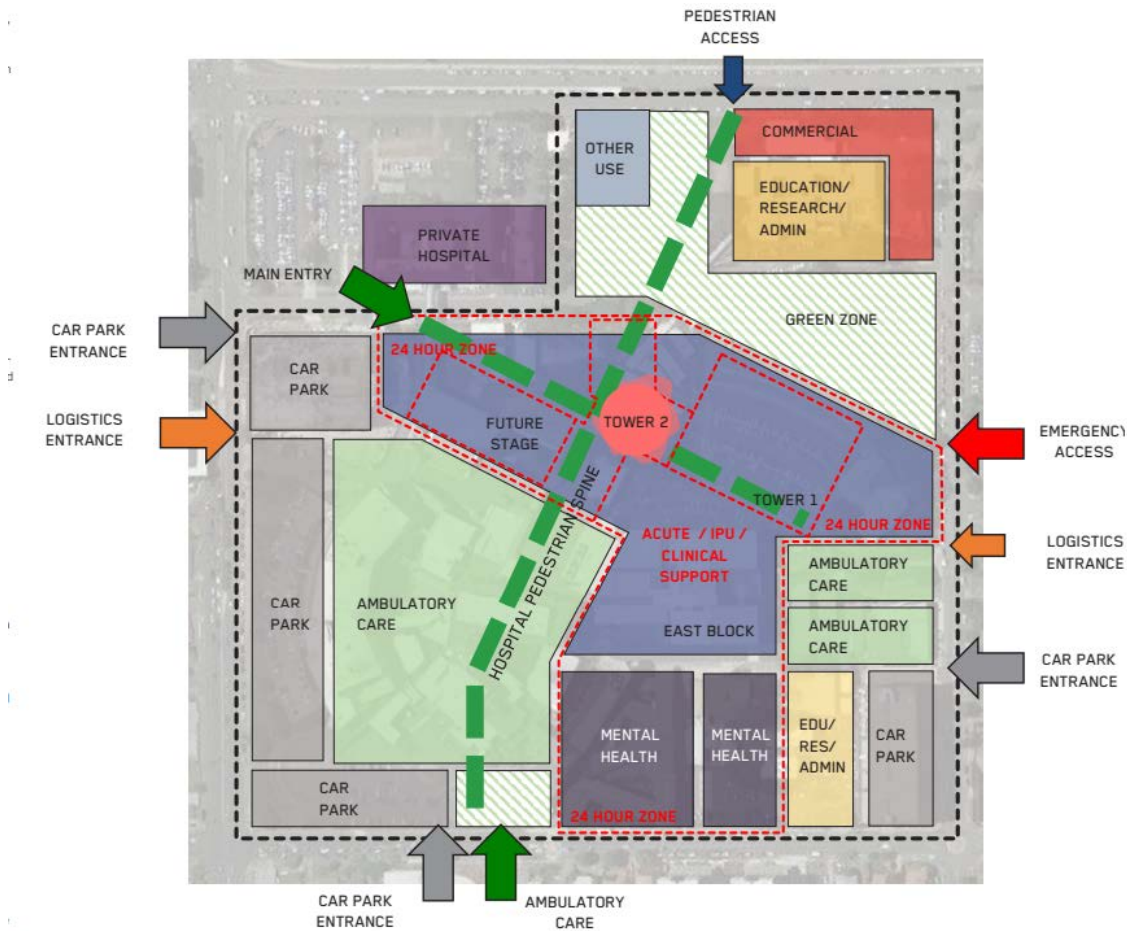 PEDESTRIAN
ACCESS
COMMERCIAL
OTHER
USE
EDUCATION/
RESEARCH/
ADMIN
PRIVATE
HOSPITAL
MAIN ENTRY
CAR PARK
ENTRANCE
GREEN ZONE
24 HOUR ZONE
CAR
PARK
LOGISTICS
ENTRANCE
FUTURE
STAGE
TOWER 2
EMERGENCY
ACCESS
TOWER 1
24 HOUR ZONE
HOSPITAL PEDESTRIAN SPINE
ACUTE / IPU /
CLINICAL
SUPPORT
LOGISTICS
ENTRANCE
AMBULATORY
CARE
CAR
PARK
AMBULATORY
CARE
AMBULATORY
CARE
EAST BLOCK
CAR PARK
ENTRANCE
MENTAL
HEALTH
MENTAL
HEALTH
EDU/
RES/
ADMIN
CAR
PARK
CAR
PARK
24 HOUR ZONE
CAR PARK
ENTRANCE
AMBULATORY
CARE